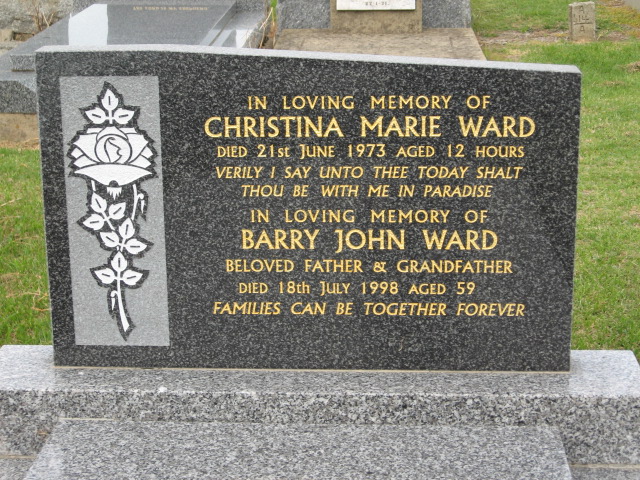 IN LOVING MEMORY OF
CHRISTINA MARIE WARD
DIED 21st JUNE 1973 AGED 12 HOURS
VERILY I SAY UNTO THEE TODAY SHALT
THOU BE WITH ME IN PARADISE
IN LOVING MEMORY OF
BARRY JOHN WARD
BELOVED FATHER & GRANDFATHER
DIED 18th JULY 1998 AGED 59
FAMILIES CAN BE TOGETHER FOREVER